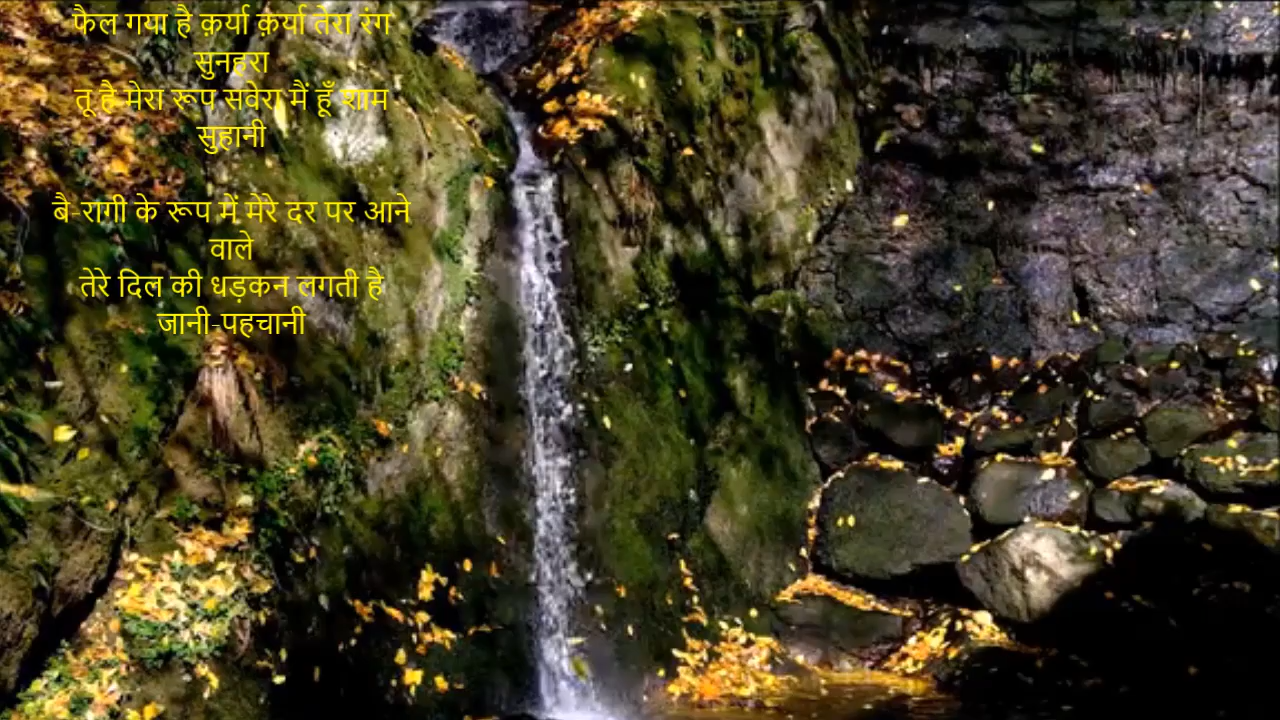 फैल गया है क़र्या क़र्या तेरा रंग
सुनहरा
तू है मेरा रूप सवेरा मैं हूँ शाम
सुहानी
बै-रागी के रूप में मेरे दर पर आने
वाले
तेरे दिल की धड़कन लगती है
जानी-पहचानी